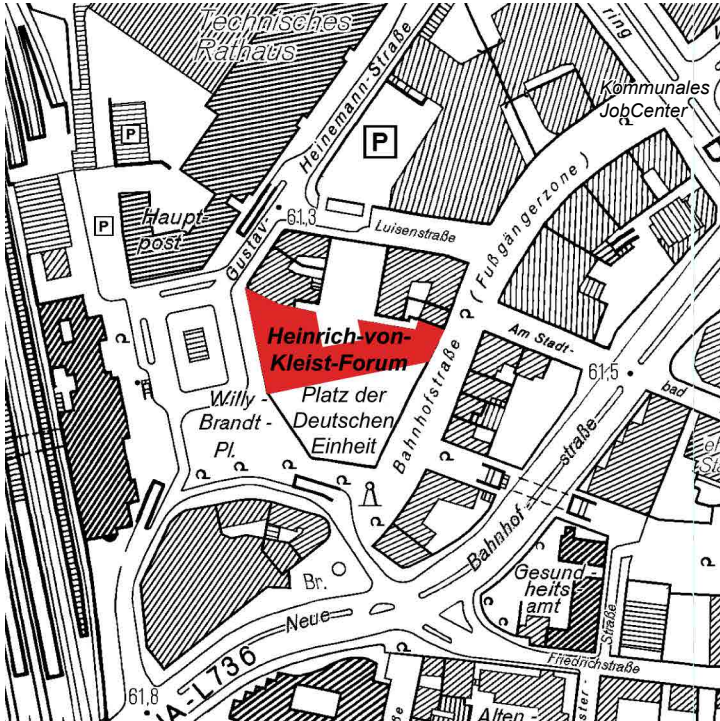 Technisches
Rathaus
ring
Kommunales
JobCenter
P
P
P
Heinemann-Straße
Gustav-
61,3
Haupt-
post
Luisenstraße
(Fußgängerzone)
Heinrich-von-
Kleist-Forum
Am Stadt-
bad
61,5
Willy-
Brandt-
Pl.
Platz der
Deutschen
Einheit
Bahnhofstraße
straße
Bahnhof-
Neue
Br.
Gesund-
heits-
amt
Straße
Friedrichstraße
61,8
L736
Alten-